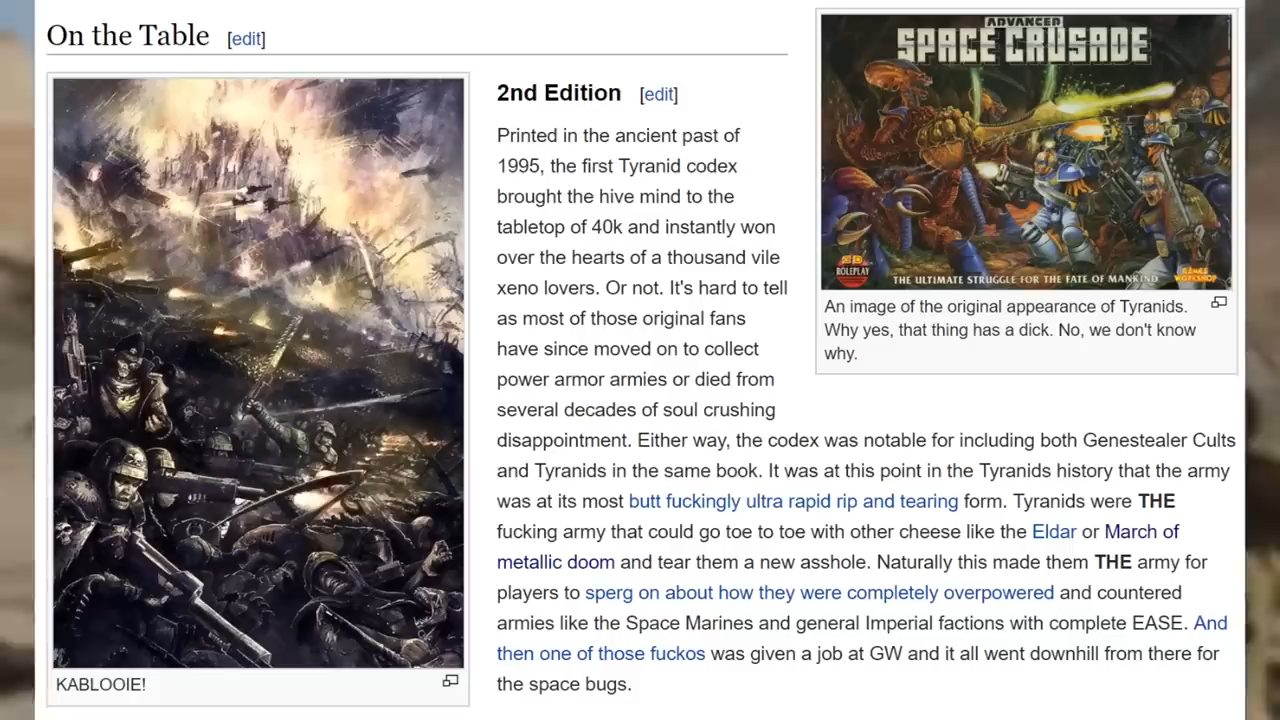 On the Table [edit]
KABLOOIE!
2nd Edition [edit]
Printed in the ancient past of
1995, the first Tyranid codex
brought the hive mind to the
tabletop of 40k and instantly won
over the hearts of a thousand vile
xeno lovers. Or not. It's hard to tell
as most of those original fans
have since moved on to collect
power armor armies or died from
several decades of soul crushing
disappointment. Either way, the codex was notable for including both Genestealer Cults
and Tyranids in the same book. It was at this point in the Tyranids history that the army
was at its most butt fuckingly ultra rapid rip and tearing form. Tyranids were THE
fucking army that could go toe to toe with other cheese like the Eldar or March of
metallic doom and tear them a new asshole. Naturally this made them THE army for
players to sperg on about how they were completely overpowered and countered
armies like the Space Marines and general Imperial factions with complete EASE. And
then one of those fuckos was given a job at GW and it all went downhill from there for
the space bugs.
ADVANCED
SPACE CRUSADE
3D
ROLEPLAY
THE ULTIMATE STRUGGLE FOR THE FATE OF MANKIND
GAMES
WORKSHOP
An image of the original appearance of Tyranids.
Why yes, that thing has a dick. No, we don't know
why.